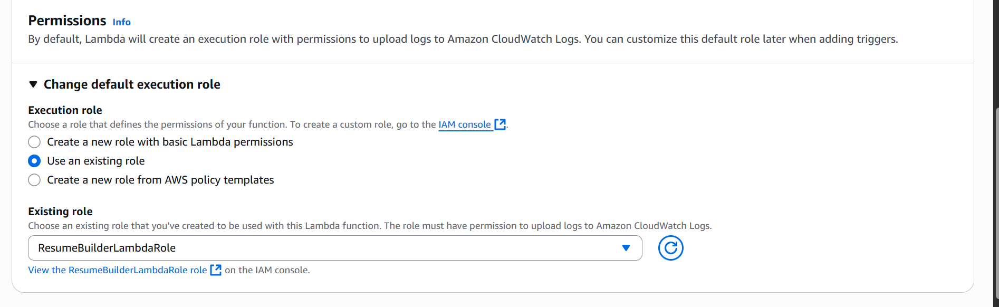 Permissions Info
By default, Lambda will create an execution role with permissions to upload logs to Amazon CloudWatch Logs. You can customize this default role later when adding triggers.
Change default execution role
Execution role
Choose a role that defines the permissions of your function. To create a custom role, go to the IAM console.
Create a new role with basic Lambda permissions
Use an existing role
Create a new role from AWS policy templates
Existing role
Choose an existing role that you've created to be used with this Lambda function. The role must have permission to upload logs to Amazon CloudWatch Logs.
ResumeBuilderLambdaRole
View the ResumeBuilderLambdaRole role on the IAM console.